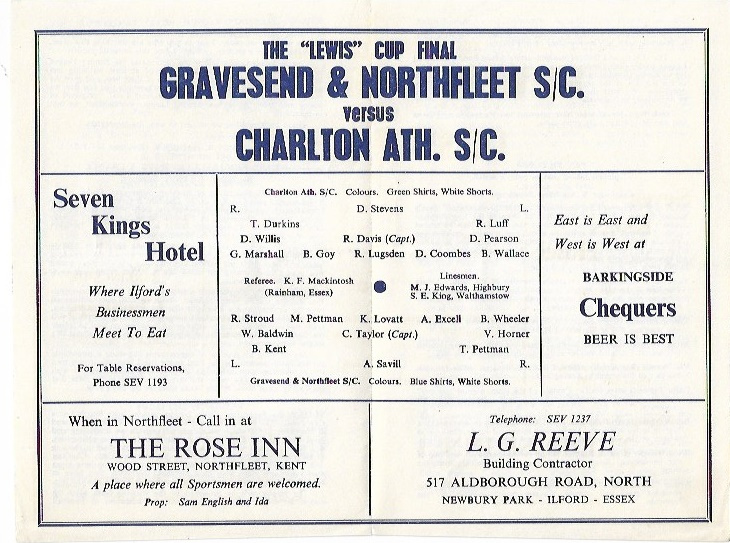 THE "LEWIS" CUP FINAL
GRAVESEND & NORTHFLEET S/C.
versus
CHARLTON ATH. S/C.
Seven
Kings
Hotel
Where Ilford's
Businessmen
Meet To Eat
For Table Reservations,
Phone SEV 1193
Charlton Ath. S/C. Colours. Green Shirts, White Shorts.
R. D. Stevens L.
T. Durkins R. Luff
D. Willis R. Davis (Capt.) D. Pearson
G. Marshall B. Goy R. Lugsden D. Coombes B. Wallace
Referee. K. F. Mackintosh
(Rainham, Essex)
Linesmen.
M. J. Edwards, Highbury
S. E. King, Walthamstow
R. Stroud M. Pettman K. Lovatt A. Excell B. Wheeler
W. Baldwin C. Taylor (Capt.) V. Horner
B. Kent T. Pettman
L. A. Savill R.
Gravesend & Northfleet S/C. Colours. Blue Shirts, White Shorts.
East is East and
West is West at
BARKINGSIDE
Chequers
BEER IS BEST
When in Northfleet - Call in at
THE ROSE INN
WOOD STREET, NORTHFLEET, KENT
A place where all Sportsmen are welcomed.
Prop: Sam English and Ida
Telephone: SEV 1237
L. G. REEVE
Building Contractor
517 ALDBOROUGH ROAD, NORTH
NEWBURY PARK - ILFORD - ESSEX